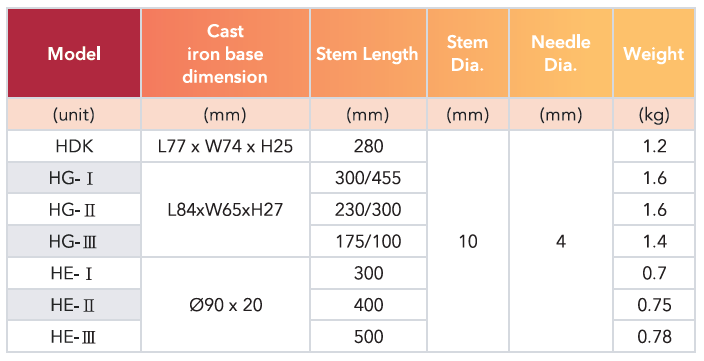 Model Cast iron base dimension Stem Length Stem Dia. Needle Dia. Weight
(unit) (mm) (mm) (mm) (mm) (kg)
HDK L77 x W74 x H25 280 1.2
HG-Ⅰ 300/455 1.6
HG-Ⅱ L84xW65xH27 230/300 1.6
HG-Ⅲ 175/100 10 4 1.4
HE-Ⅰ 300 0.7
HE-Ⅱ Ø90 x 20 400 0.75
HE-Ⅲ 500 0.78